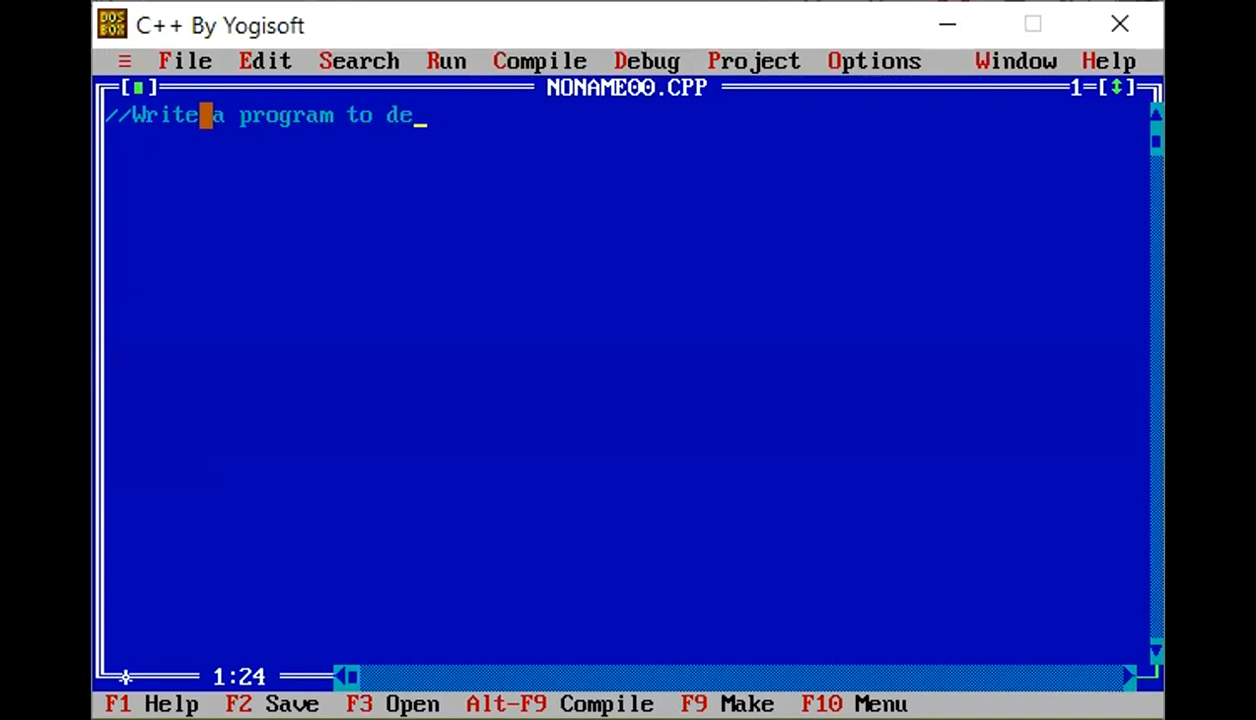 C++ By Yogisoft
≡ File Edit Search Run Compile Debug Project Options Window Help
[■] NONAME00.CPP 1=[↕]
//Write a program to de_
1:24
F1 Help F2 Save F3 Open Alt-F9 Compile F9 Make F10 Menu